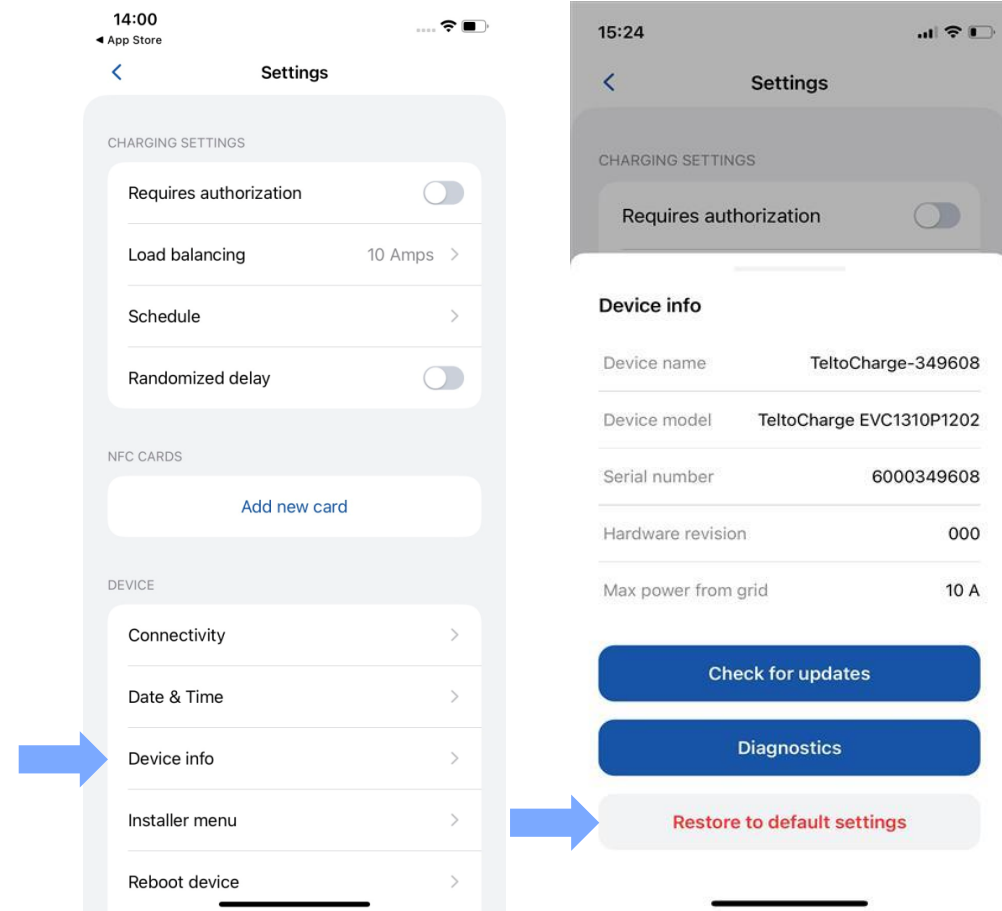 14:00
◀ App Store
Settings
CHARGING SETTINGS
Requires authorization
Load balancing 10 Amps
Schedule
Randomized delay
NFC CARDS
Add new card
DEVICE
Connectivity
Date & Time
Device info
Installer menu
Reboot device
15:24
Settings
CHARGING SETTINGS
Requires authorization
Device info
Device name TeltoCharge-349608
Device model TeltoCharge EVC1310P1202
Serial number 6000349608
Hardware revision 000
Max power from grid 10 A
Check for updates
Diagnostics
Restore to default settings